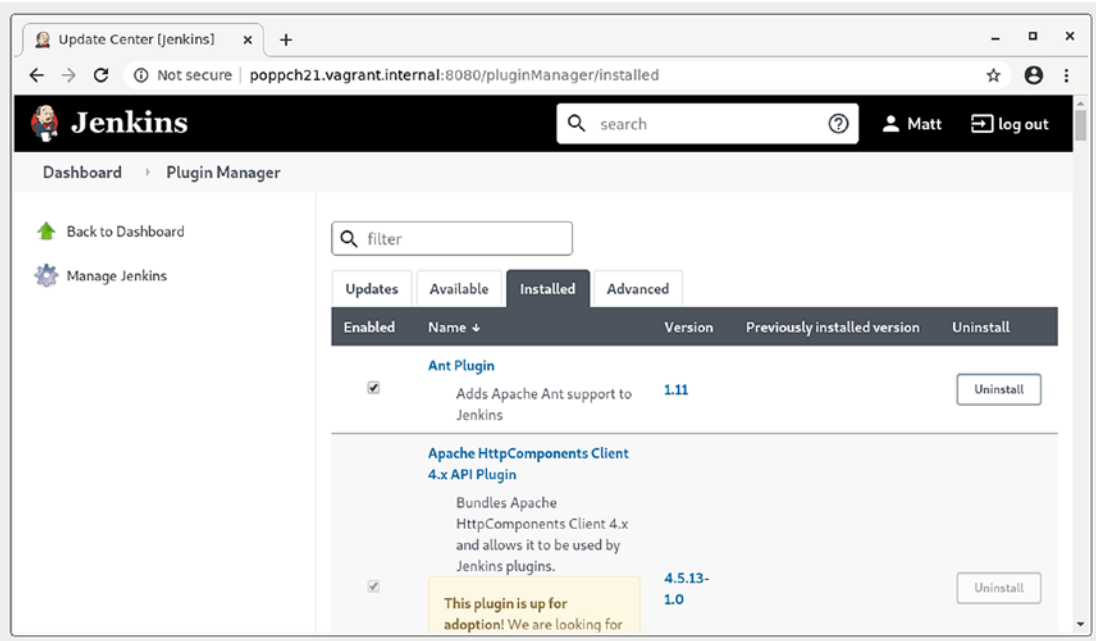 Update Center [Jenkins]
Not secure | poppch21.vagrant.internal:8080/pluginManager/installed
Jenkins
search
Matt
log out
Dashboard
Plugin Manager
Back to Dashboard
Manage Jenkins
filter
Updates Available Installed Advanced
Enabled Name ↓ Version Previously installed version Uninstall
Ant Plugin
Adds Apache Ant support to
Jenkins
1.11
Uninstall
Apache HttpComponents Client
4.x API Plugin
Bundles Apache
HttpComponents Client 4.x
and allows it to be used by
Jenkins plugins.
This plugin is up for
adoption! We are looking for
4.5.13-
1.0
Uninstall